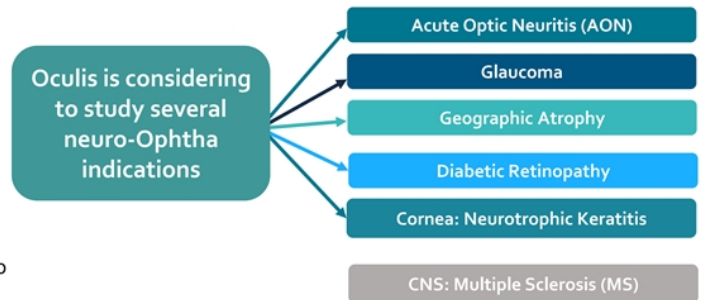 Oculis is considering
to study several
neuro-Ophtha
indications
Acute Optic Neuritis (AON)
Glaucoma
Geographic Atrophy
Diabetic Retinopathy
Cornea: Neurotrophic Keratitis
CNS: Multiple Sclerosis (MS)